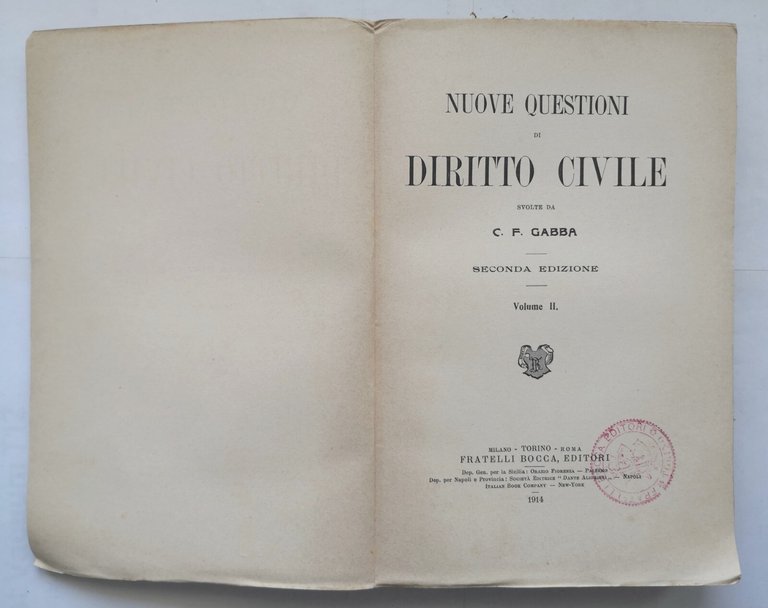 NUOVE QUESTIONI
DI
DIRITTO CIVILE
SVOLTE DA
C. F. GABBA
SECONDA EDIZIONE
Volume II.
MILANO - TORINO - ROMA
FRATELLI BOCCA, EDITORI
Dep. Gen. per la Sicilia: Orazio Fiorenza — Palermo
Dep. per Napoli e Provincia: Società Editrice "Dante Alighieri„ — Napoli
Italian Book Company — New-York
1914
EDITORI